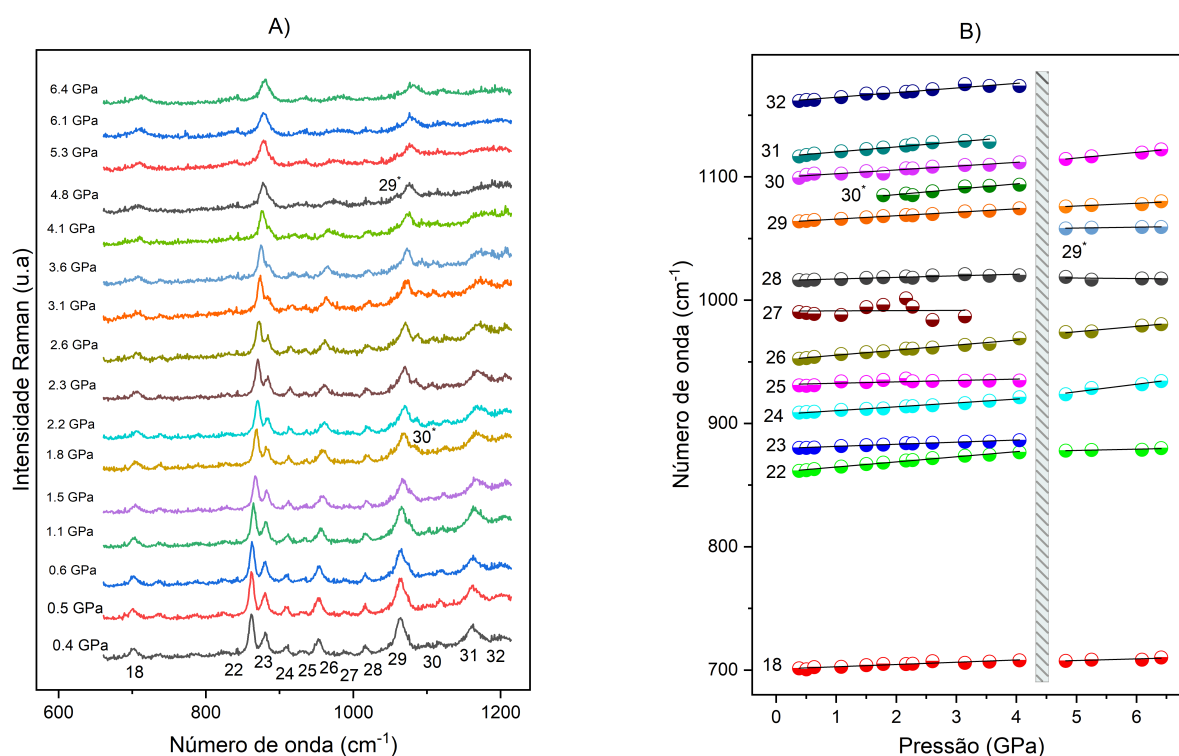 A)
6.4 GPa
6.1 GPa
5.3 GPa
4.8 GPa
29*
4.1 GPa
3.6 GPa
3.1 GPa
2.6 GPa
2.3 GPa
2.2 GPa
30*
1.8 GPa
1.5 GPa
1.1 GPa
0.6 GPa
0.5 GPa
0.4 GPa
18 22 23 24 25 26 27 28 29 30 31 32
600 800 1000 1200
Número de onda (cm-1)
Intensidade Raman (u.a)
B)
32
31
30
30*
29
29*
28
27
26
25
24
23
22
18
1100
1000
900
800
700
0 1 2 3 4 5 6
Pressão (GPa)
Número de onda (cm-1)